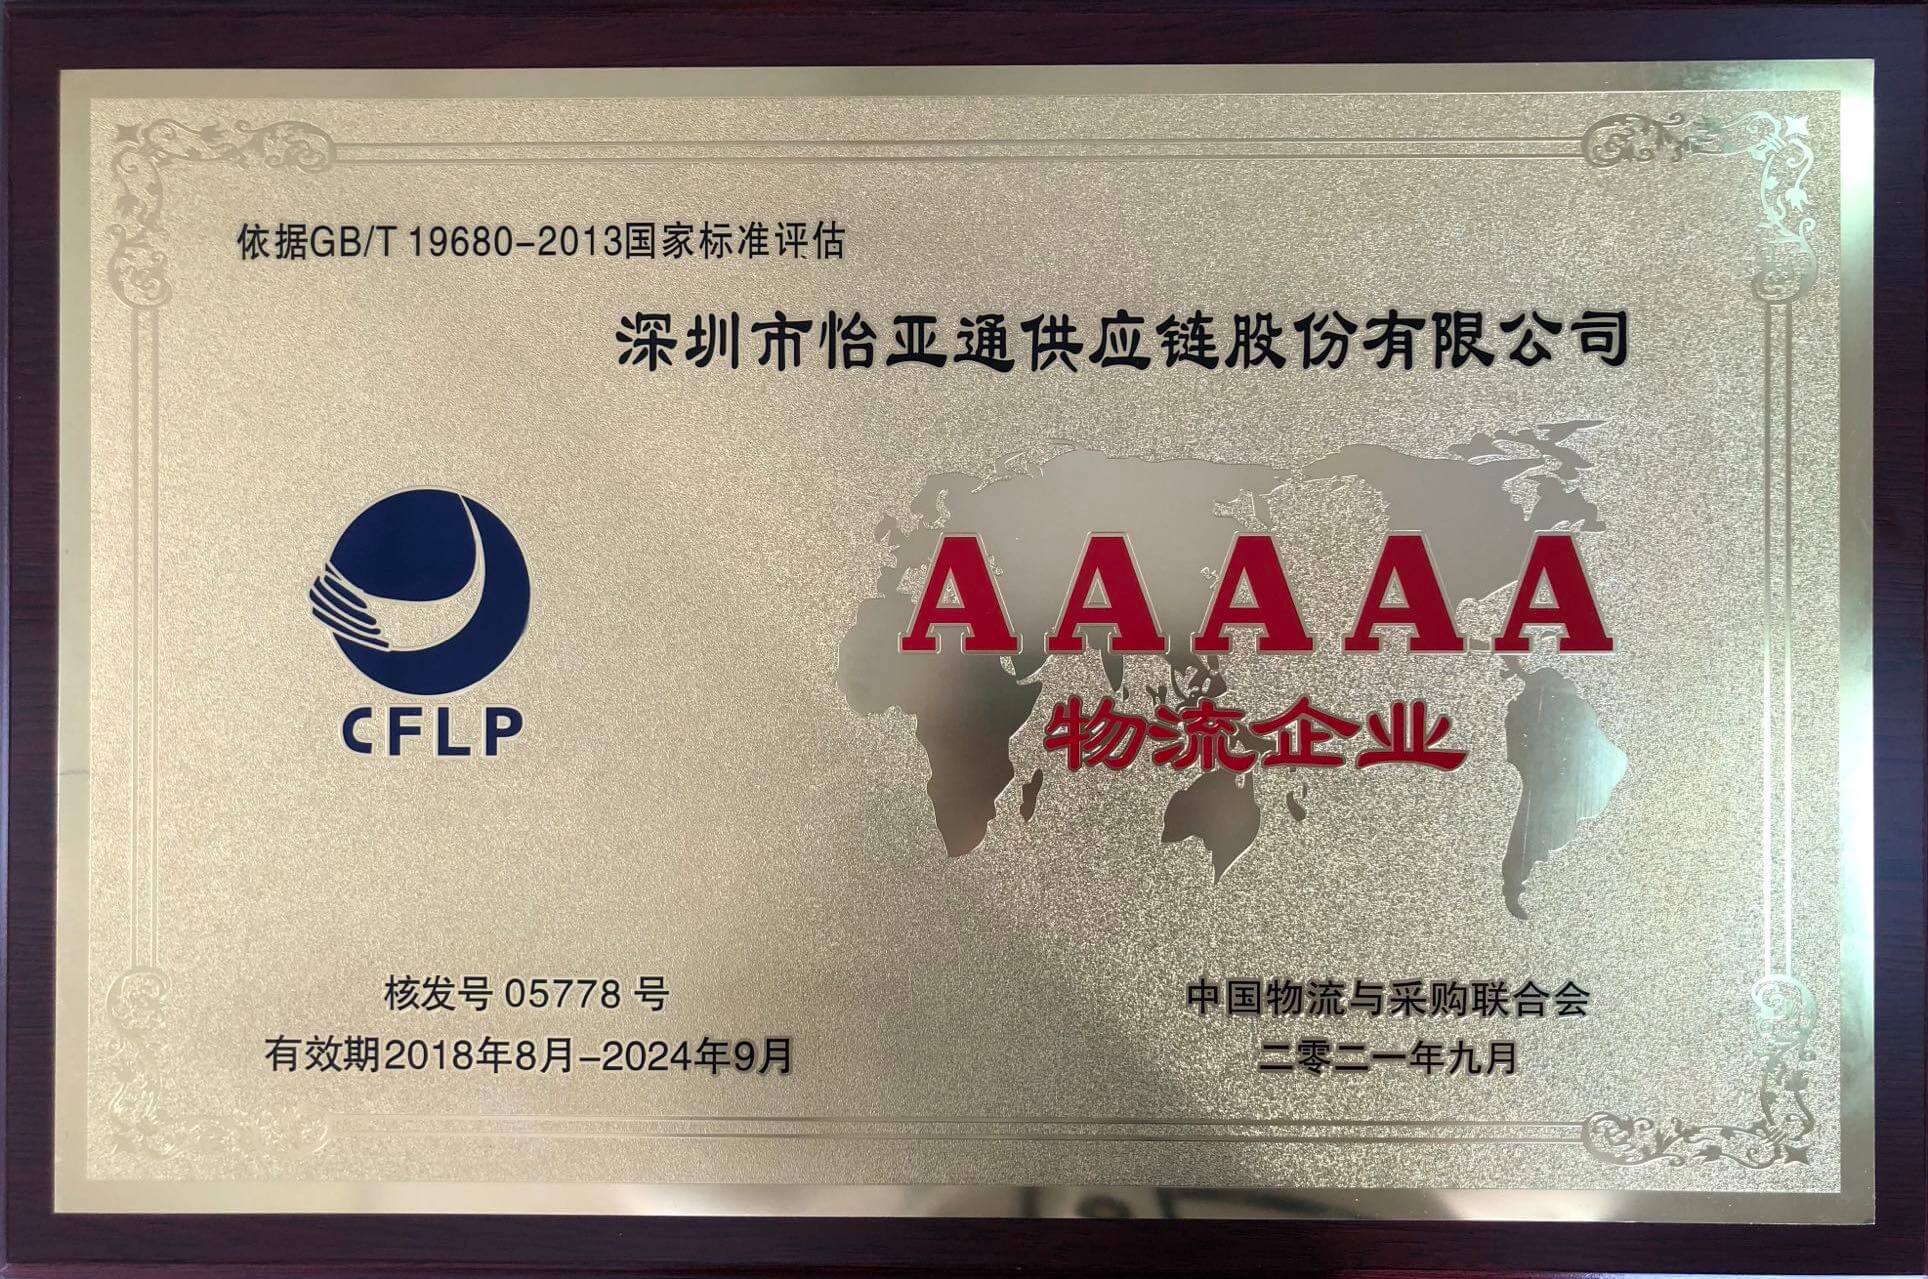 依据GB/T 19680-2013国家标准评估
深圳市怡亚通供应链股份有限公司
CFLP
AAAAA
物流企业
核发号 05778 号
有效期2018年8月-2024年9月
中国物流与采购联合会
二零二一年九月